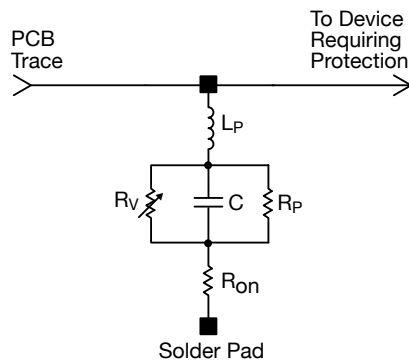 PCB
Trace
To Device
Requiring
Protection
LP
RV
C
RP
Ron
Solder Pad